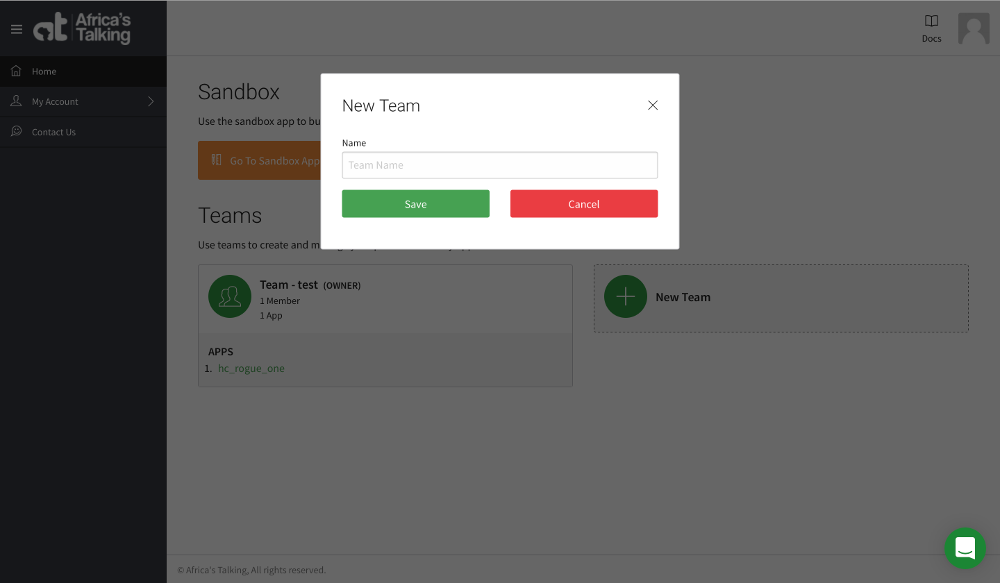 at Africa's
Talking
Docs
Home
My Account
Contact Us
Sandbox
Use the sandbox app to bu
Go To Sandbox App
New Team
Name
Team Name
Save
Cancel
Teams
Use teams to create and m
Team - test (OWNER)
1 Member
1 App
APPS
1. hc_rogue_one
New Team
© Africa's Talking, All rights reserved.